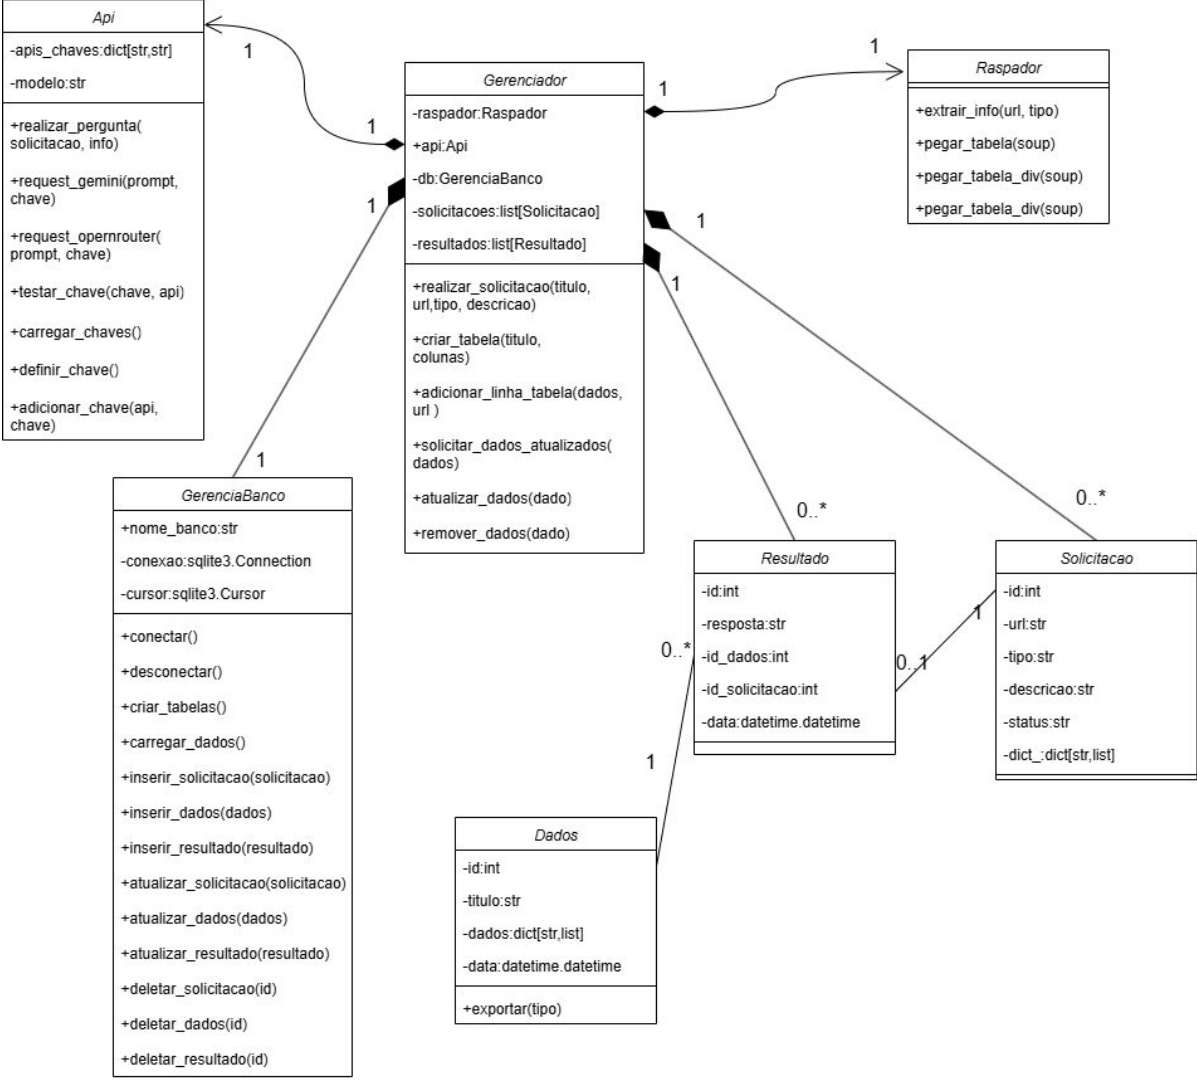 Api
-apis_chaves:dict[str,str]
-modelo:str
+realizar_pergunta(
solicitacao, info)
+request_gemini(prompt,
chave)
+request_opernrouter(
prompt, chave)
+testar_chave(chave, api)
+carregar_chaves()
+definir_chave()
+adicionar_chave(api,
chave)
1
1
1
1
Gerenciador
-raspador:Raspador
+api:Api
-db:GerenciaBanco
-solicitacoes:list[Solicitacao]
-resultados:list[Resultado]
+realizar_solicitacao(titulo,
url,tipo, descricao)
+criar_tabela(titulo,
colunas)
+adicionar_linha_tabela(dados,
url )
+solicitar_dados_atualizados(
dados)
+atualizar_dados(dado)
+remover_dados(dado)
1
1
1
1
Raspador
+extrair_info(url, tipo)
+pegar_tabela(soup)
+pegar_tabela_div(soup)
+pegar_tabela_div(soup)
GerenciaBanco
+nome_banco:str
-conexao:sqlite3.Connection
-cursor:sqlite3.Cursor
+conectar()
+desconectar()
+criar_tabelas()
+carregar_dados()
+inserir_solicitacao(solicitacao)
+inserir_dados(dados)
+inserir_resultado(resultado)
+atualizar_solicitacao(solicitacao)
+atualizar_dados(dados)
+atualizar_resultado(resultado)
+deletar_solicitacao(id)
+deletar_dados(id)
+deletar_resultado(id)
0..*
0..*
Resultado
-id:int
-resposta:str
-id_dados:int
-id_solicitacao:int
-data:datetime.datetime
0..*
1
0..1
1
Solicitacao
-id:int
-url:str
-tipo:str
-descricao:str
-status:str
-dict_:dict[str,list]
Dados
-id:int
-titulo:str
-dados:dict[str,list]
-data:datetime.datetime
+exportar(tipo)